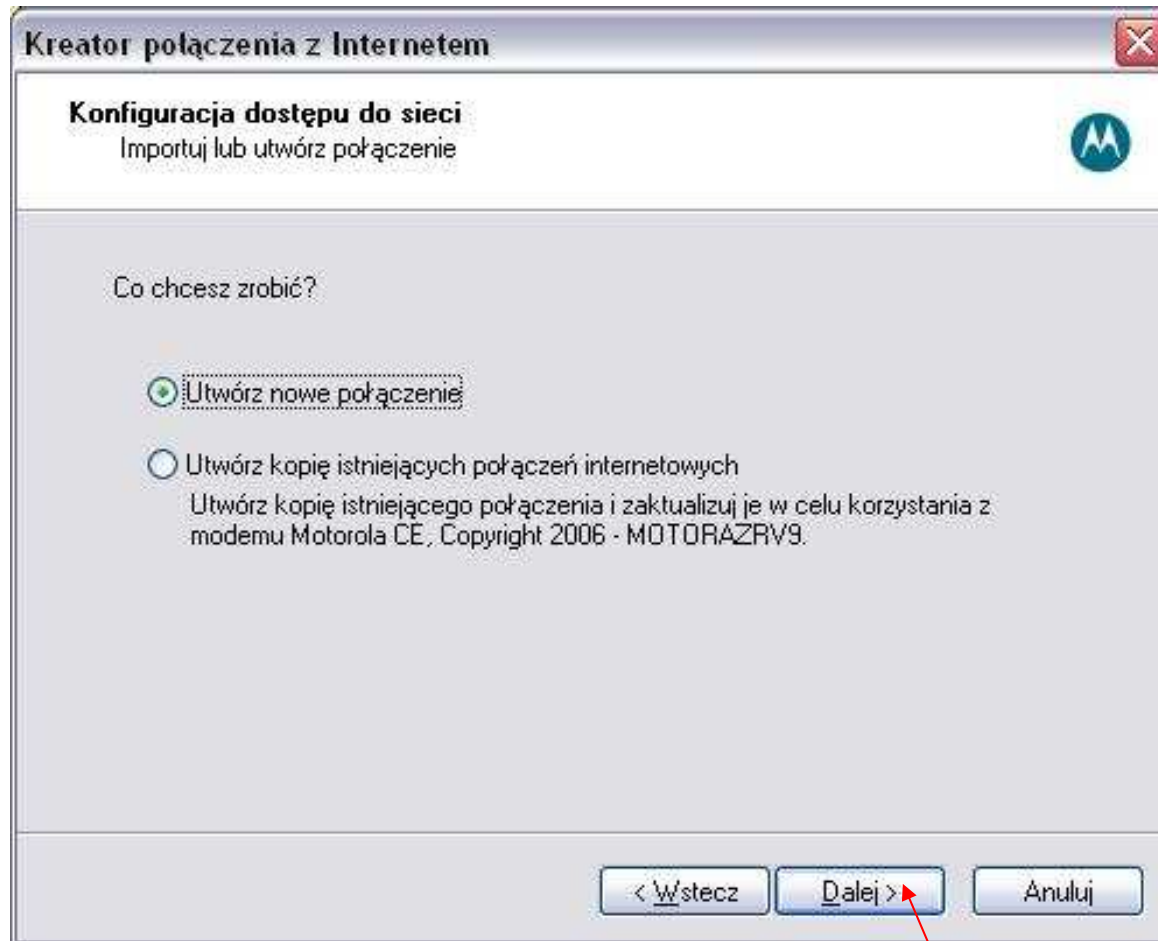 Kreator połączenia z Internetem
Konfiguracja dostępu do sieci
Importuj lub utwórz połączenie
Co chcesz zrobić?
Utwórz nowe połączenie
Utwórz kopię istniejących połączeń internetowych
Utwórz kopię istniejącego połączenia i zaktualizuj je w celu korzystania z
modemu Motorola CE, Copyright 2006 - MOTORAZRV9.
< Wstecz
Dalej >
Anuluj